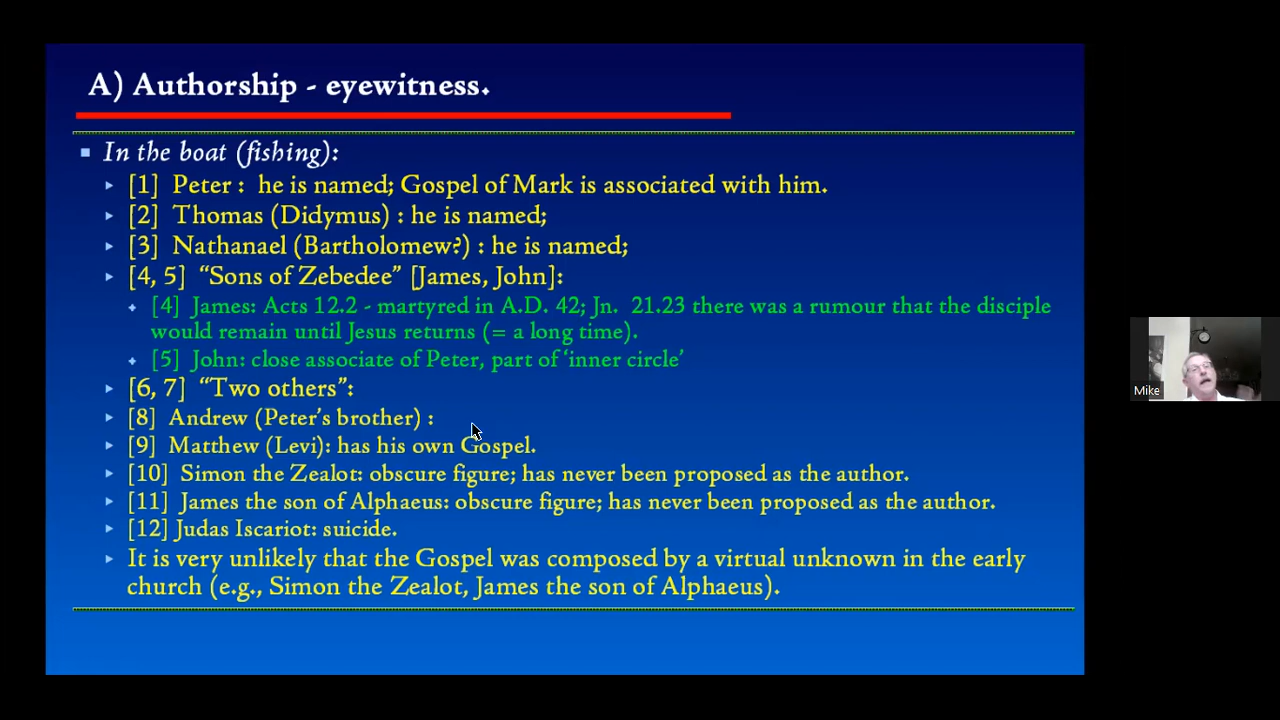 A) Authorship - eyewitness.
In the boat (fishing):
[1] Peter : he is named; Gospel of Mark is associated with him.
[2] Thomas (Didymus) : he is named;
[3] Nathanael (Bartholomew?) : he is named;
[4, 5] “Sons of Zebedee” [James, John]:
[4] James: Acts 12.2 - martyred in A.D. 42; Jn. 21.23 there was a rumour that the disciple
would remain until Jesus returns (= a long time).
[5] John: close associate of Peter, part of ‘inner circle’
[6, 7] “Two others”:
[8] Andrew (Peter’s brother) :
[9] Matthew (Levi): has his own Gospel.
[10] Simon the Zealot: obscure figure; has never been proposed as the author.
[11] James the son of Alphaeus: obscure figure; has never been proposed as the author.
[12] Judas Iscariot: suicide.
It is very unlikely that the Gospel was composed by a virtual unknown in the early
church (e.g., Simon the Zealot, James the son of Alphaeus).
Mike